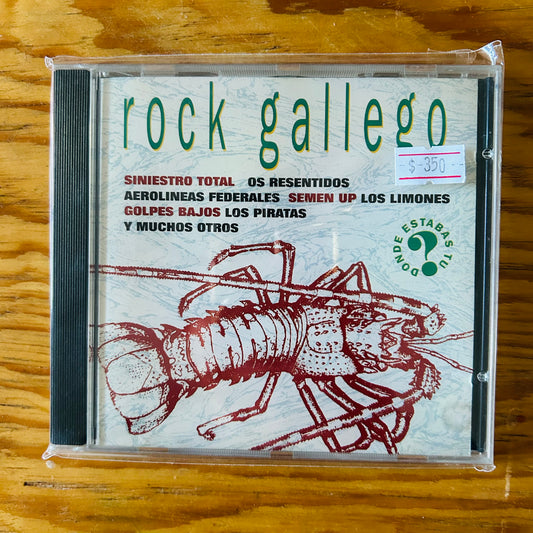 rock gallego
$-350--
SINIESTRO TOTAL OS RESENTIDOS
AEROLINEAS FEDERALES SEMEN UP LOS LIMONES
GOLPES BAJOS LOS PIRATAS
Y MUCHOS OTROS
DONDE ESTABAS TU
?